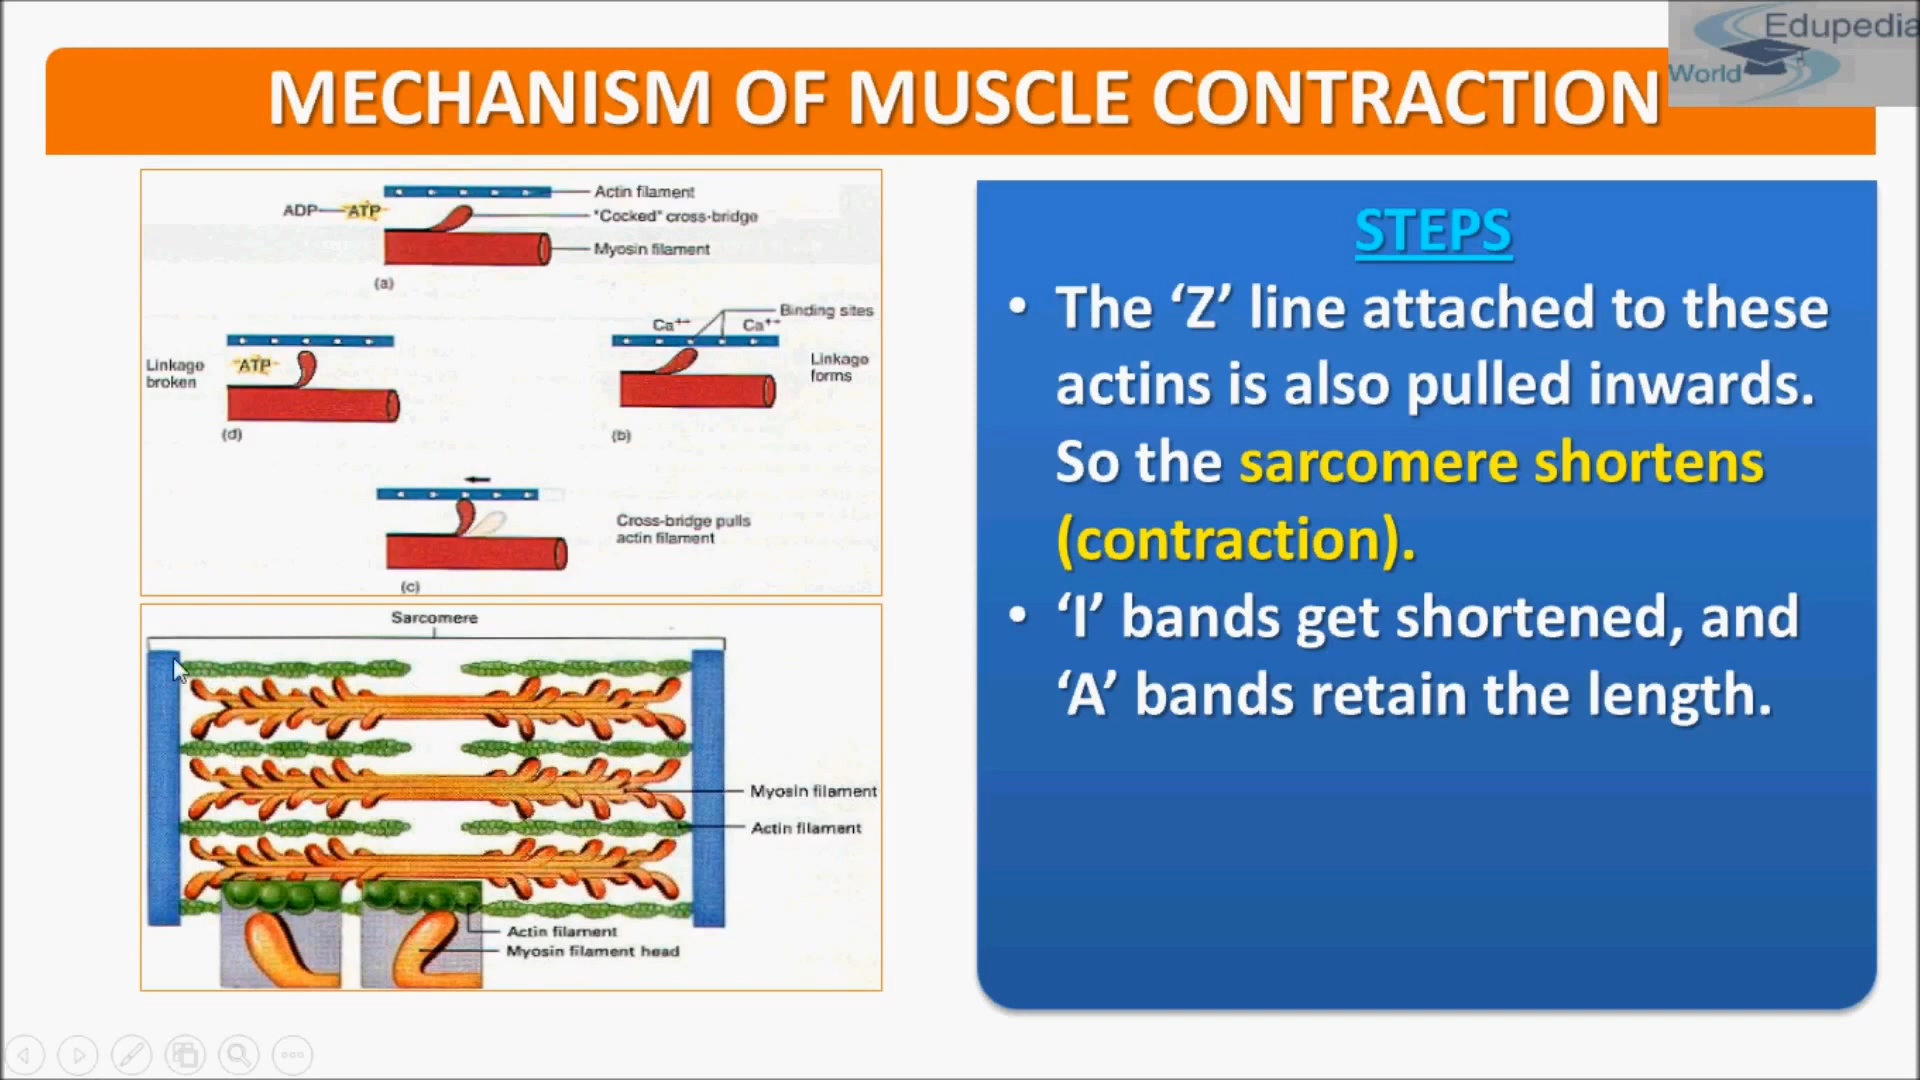 Edupedia
World
MECHANISM OF MUSCLE CONTRACTION
Actin filament
ADP ATP
"Cocked" cross-bridge
Myosin filament
(a)
Binding sites
Ca++ Ca++
Linkage
broken
ATP
Linkage
forms
(d)
(b)
Cross-bridge pulls
actin filament
(c)
Sarcomere
Myosin filament
Actin filament
Actin filament
Myosin filament head
STEPS
• The ‘Z’ line attached to these
actins is also pulled inwards.
So the sarcomere shortens
(contraction).
• ‘I’ bands get shortened, and
‘A’ bands retain the length.